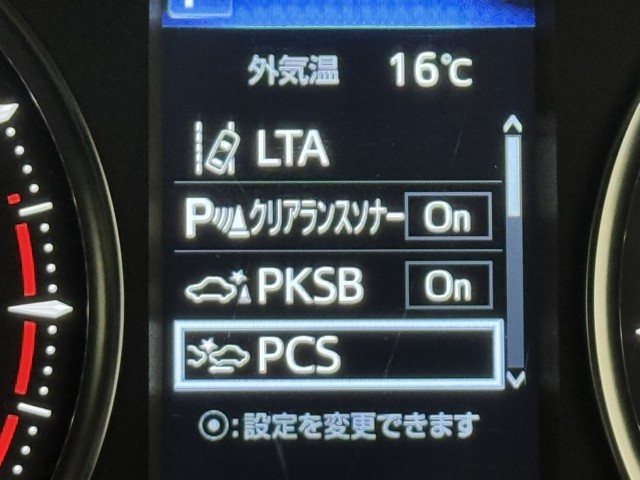 外気温 16℃
LTA
Pクリアランスソナー On
PKSB On
PCS
◉:設定を変更できます